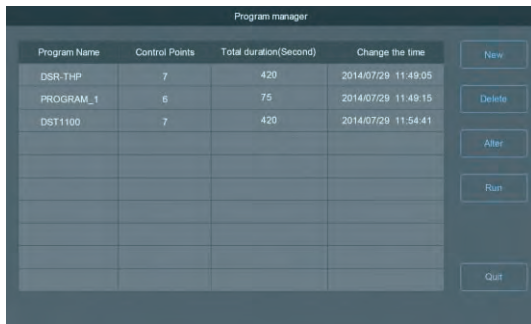 Program manager
Program Name Control Points Total duration(Second) Change the time
DSR-THP 7 420 2014/07/29 11:49:05
PROGRAM_1 6 75 2014/07/29 11:49:15
DST1100 7 420 2014/07/29 11:54:41
New
Delete
Alter
Run
Quit